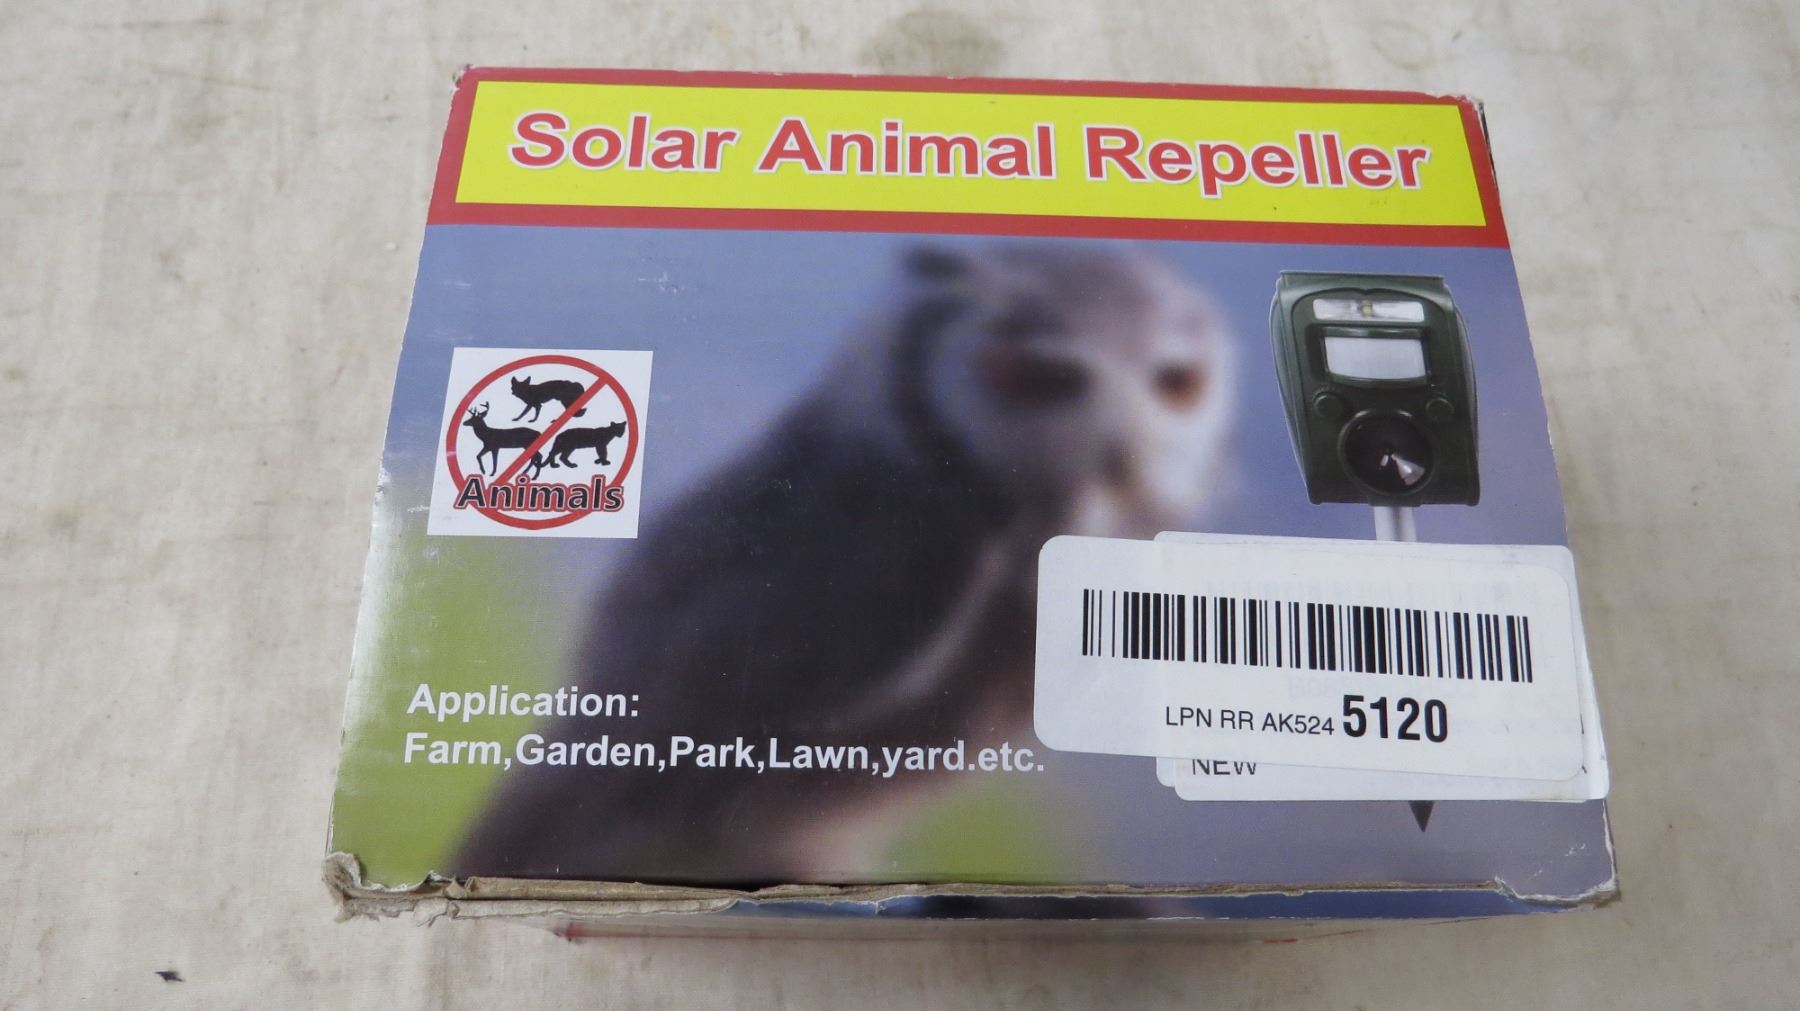 Solar Animal Repeller
Animals
Application:
Farm,Garden,Park,Lawn,yard.etc.
LPN RR AK524 5120
NEW